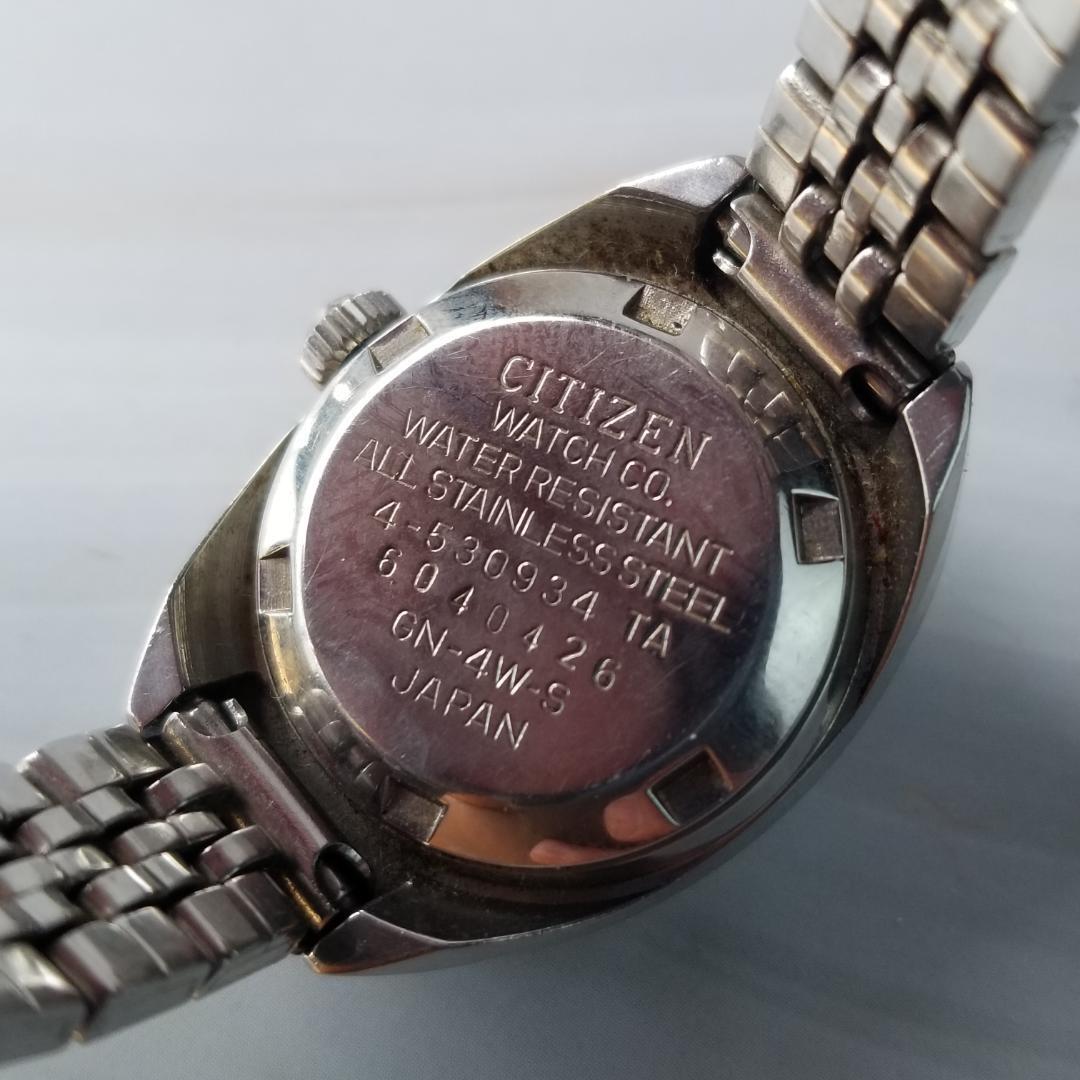 CITIZEN
WATCH CO.
WATER RESISTANT
ALL STAINLESS STEEL
4-530934 TA
6040426
GN-4W-S
JAPAN